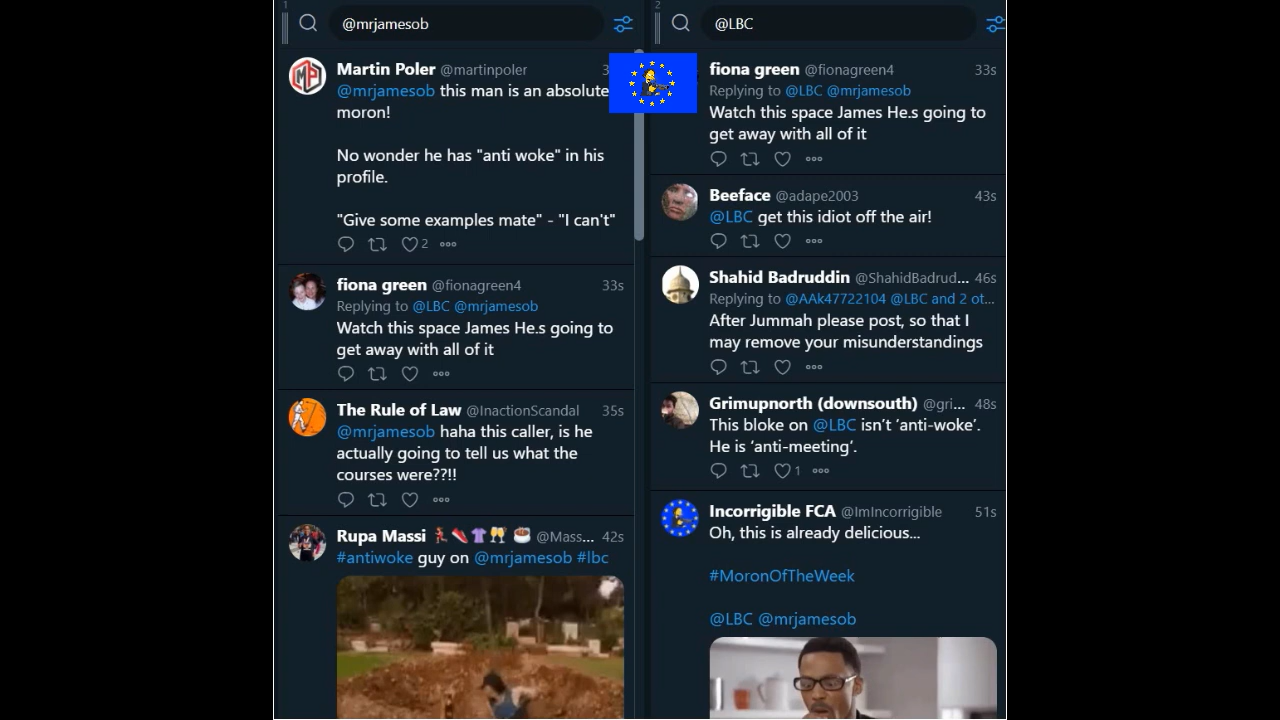 1
@mrjamesob
Martin Poler @martinpoler
@mrjamesob this man is an absolute
moron!
No wonder he has "anti woke" in his
profile.
"Give some examples mate" - "I can't"
2
fiona green @fionagreen4 33s
Replying to @LBC @mrjamesob
Watch this space James He.s going to
get away with all of it
The Rule of Law @InactionScandal 35s
@mrjamesob haha this caller, is he
actually going to tell us what the
courses were??!!
Rupa Massi 💃🏾👠👚🥂☕ @Mass... 42s
#antiwoke guy on @mrjamesob #lbc
2
@LBC
fiona green @fionagreen4 33s
Replying to @LBC @mrjamesob
Watch this space James He.s going to
get away with all of it
Beeface @adape2003 43s
@LBC get this idiot off the air!
Shahid Badruddin @ShahidBadrud... 46s
Replying to @AAk47722104 @LBC and 2 ot...
After Jummah please post, so that I
may remove your misunderstandings
Grimupnorth (downsouth) @gri... 48s
This bloke on @LBC isn't ‘anti-woke’.
He is ‘anti-meeting’.
1
Incorrigible FCA @ImIncorrigible 51s
Oh, this is already delicious...
#MoronOfTheWeek
@LBC @mrjamesob